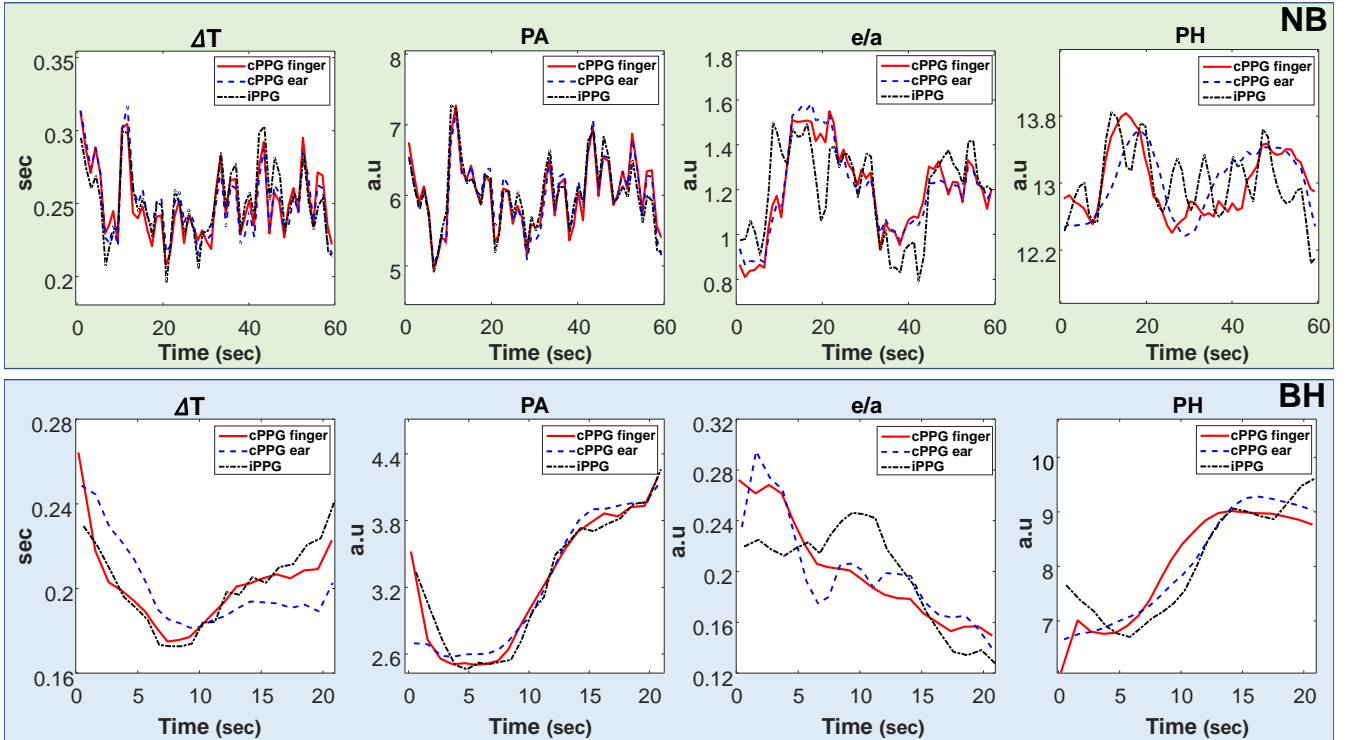 NB
ΔT
PA
e/a
PH
cPPG finger
cPPG ear
iPPG
cPPG finger
cPPG ear
iPPG
cPPG finger
cPPG ear
iPPG
cPPG finger
cPPG ear
iPPG
sec
0.35
0.3
0.25
0.2
0 10 20 30 40 50 60
Time (sec)
a.u
8
7
6
5
0 10 20 30 40 50 60
Time (sec)
a.u
1.6
1.4
1.2
1
0.8
0 20 40 60
Time (sec)
a.u
13.8
13
12.2
0 20 40 60
Time (sec)
BH
ΔT
PA
e/a
PH
cPPG finger
cPPG ear
iPPG
cPPG finger
cPPG ear
iPPG
cPPG finger
cPPG ear
iPPG
cPPG finger
cPPG ear
iPPG
sec
0.28
0.24
0.2
0.16
0 5 10 15 20
Time (sec)
a.u
4.4
3.8
3.2
2.6
0 5 10 15 20
Time (sec)
a.u
0.32
0.28
0.24
0.2
0.16
0.12
0 5 10 15 20
Time (sec)
a.u
10
9
8
7
0 5 10 15 20
Time (sec)